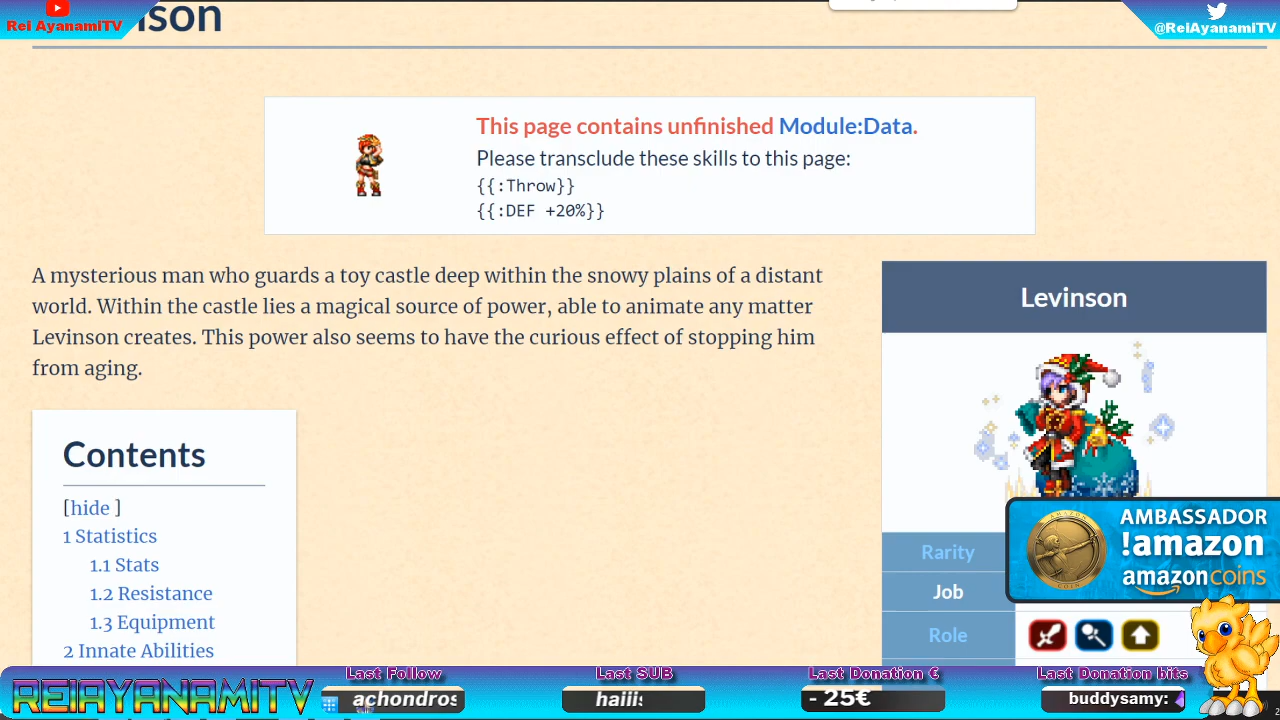 Rei AyanamiTV
nson
@ReiAyanamiTV
This page contains unfinished Module:Data.
Please transclude these skills to this page:
{{:Throw}}
{{:DEF +20%}}
A mysterious man who guards a toy castle deep within the snowy plains of a distant
world. Within the castle lies a magical source of power, able to animate any matter
Levinson creates. This power also seems to have the curious effect of stopping him
from aging.
Levinson
Contents
[hide ]
1 Statistics
1.1 Stats
1.2 Resistance
1.3 Equipment
2 Innate Abilities
Rarity
Job
Role
AMBASSADOR
!amazon
amazoncoins
REIAYANAMITV
Last Follow
achondros
Last SUB
haiii
Last Donation €
- 25€
Last Donation bits
buddysamy: